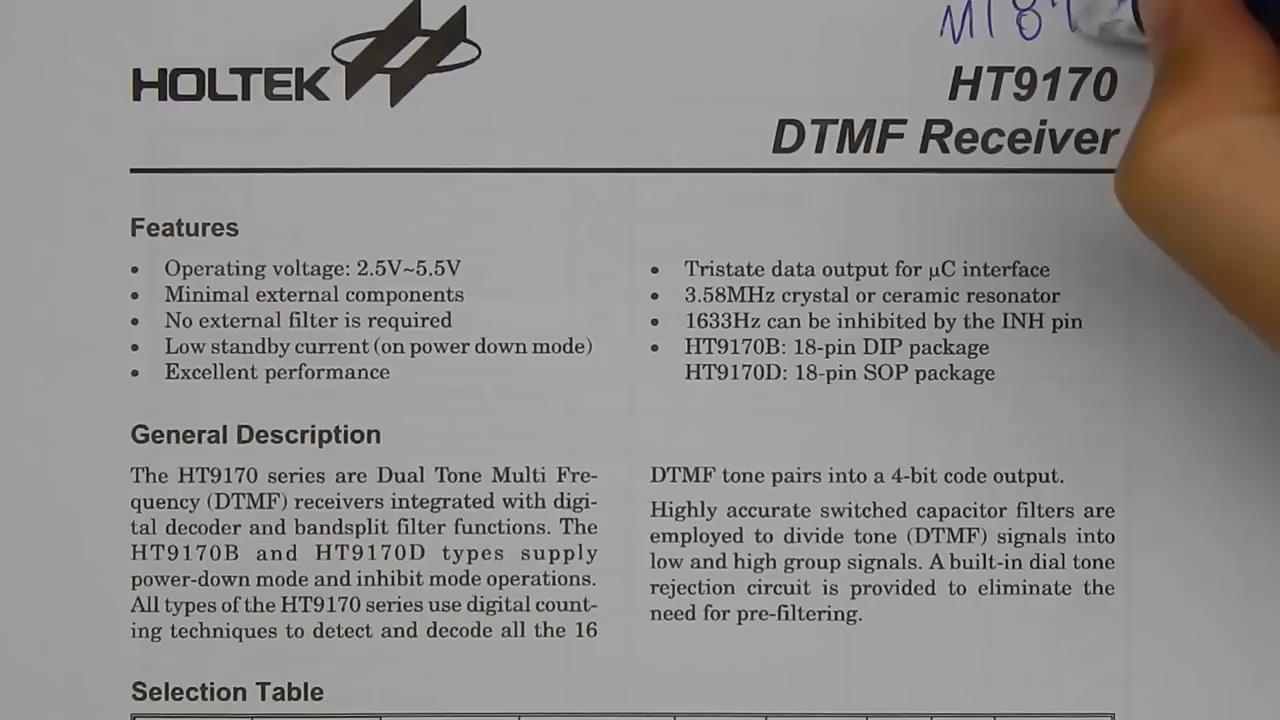 HOLTEK
HT9170
DTMF Receiver
Features
• Operating voltage: 2.5V~5.5V
• Minimal external components
• No external filter is required
• Low standby current (on power down mode)
• Excellent performance
• Tristate data output for µC interface
• 3.58MHz crystal or ceramic resonator
• 1633Hz can be inhibited by the INH pin
• HT9170B: 18-pin DIP package
HT9170D: 18-pin SOP package
General Description
The HT9170 series are Dual Tone Multi Fre-
quency (DTMF) receivers integrated with digi-
tal decoder and bandsplit filter functions. The
HT9170B and HT9170D types supply
power-down mode and inhibit mode operations.
All types of the HT9170 series use digital count-
ing techniques to detect and decode all the 16
DTMF tone pairs into a 4-bit code output.
Highly accurate switched capacitor filters are
employed to divide tone (DTMF) signals into
low and high group signals. A built-in dial tone
rejection circuit is provided to eliminate the
need for pre-filtering.
Selection Table